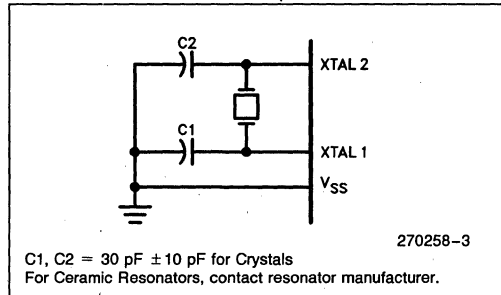 C2
XTAL 2
C1
XTAL 1
VSS
270258-3
C1, C2 = 30 pF ±10 pF for Crystals
For Ceramic Resonators, contact resonator manufacturer.